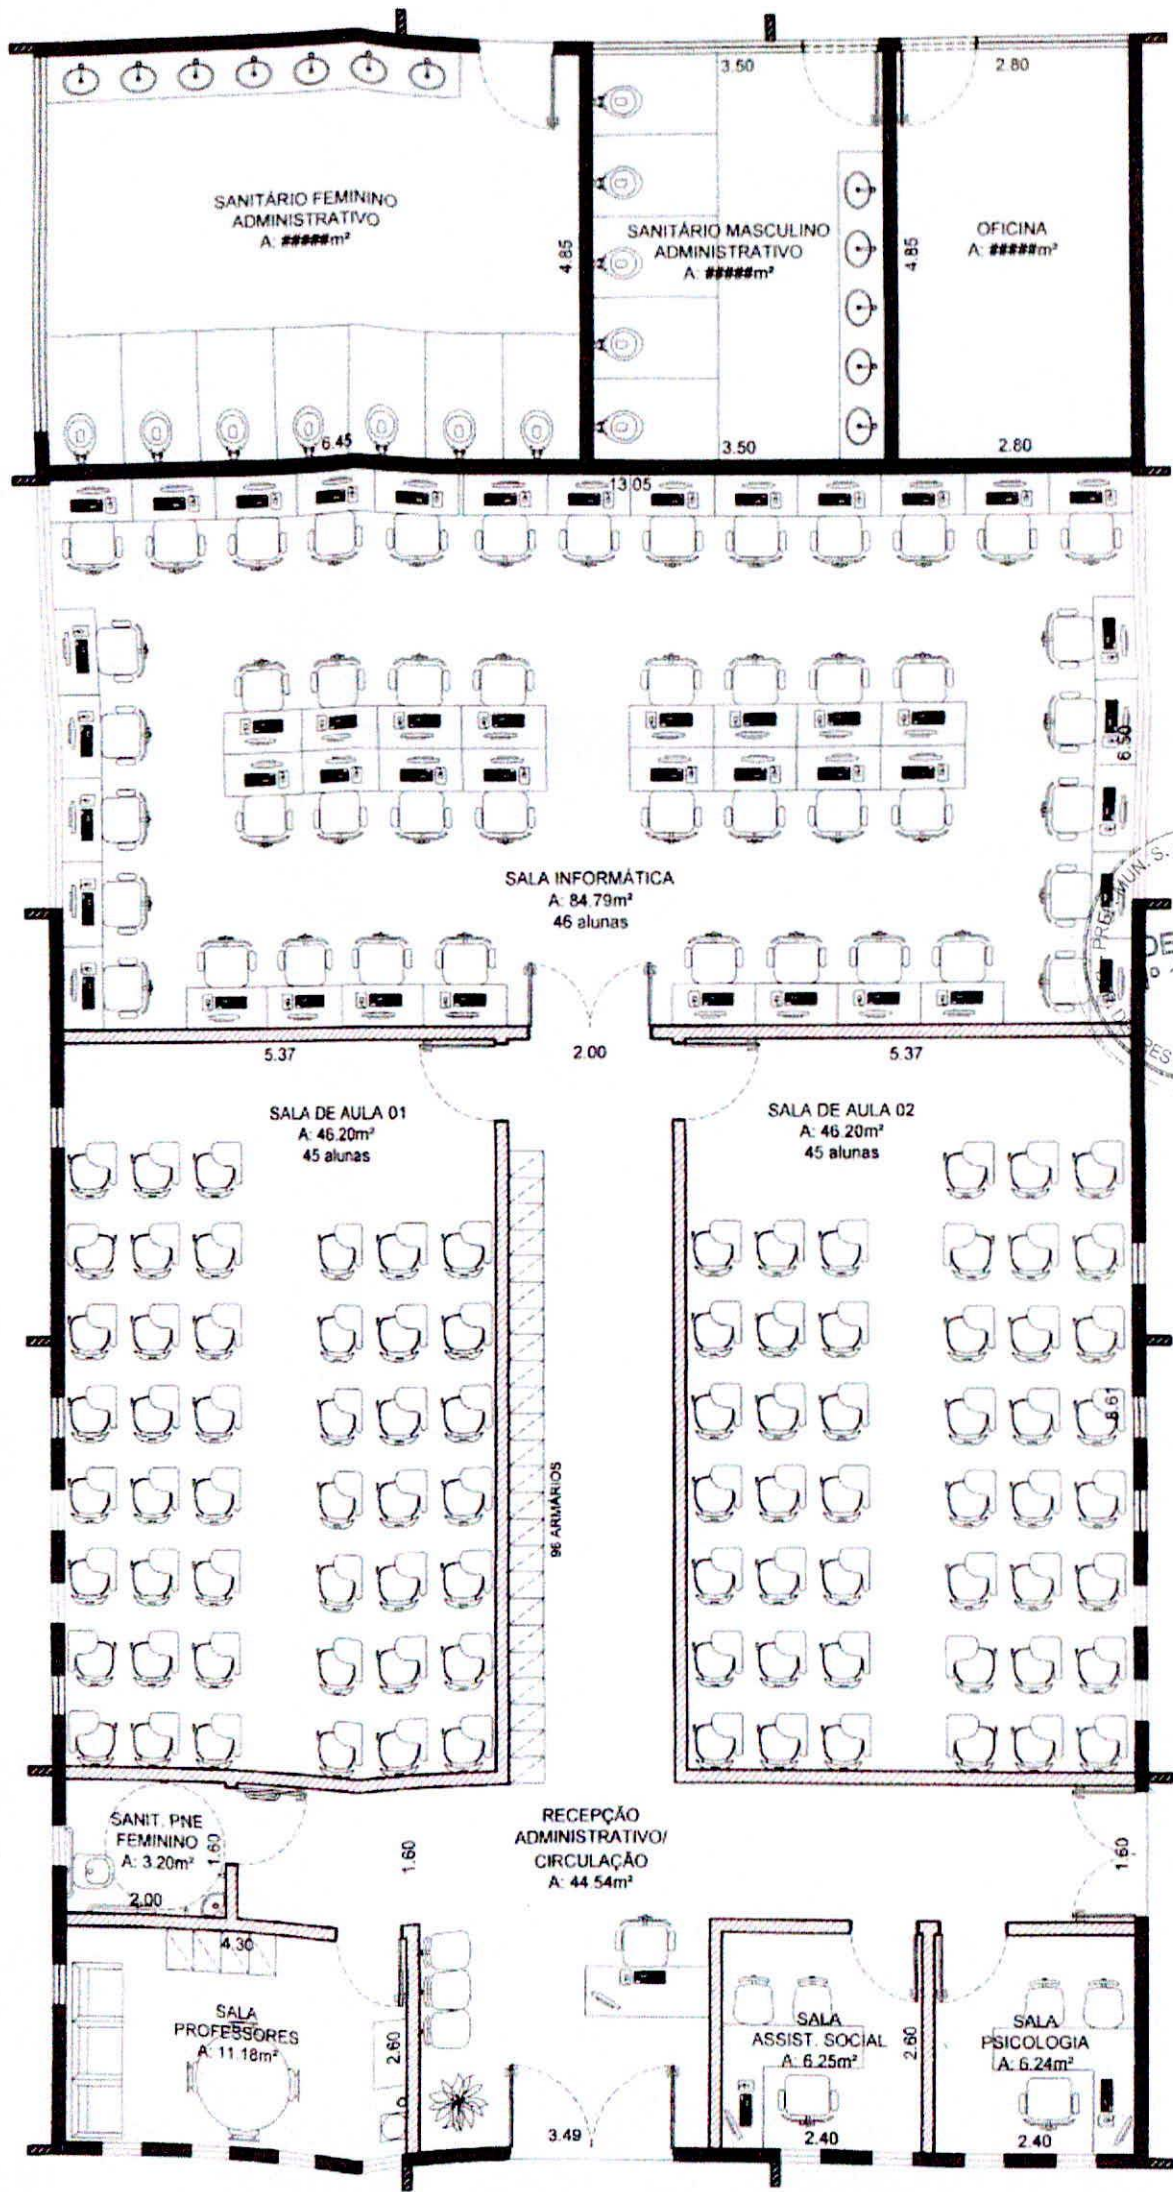 3.50
2.80
SANITÁRIO FEMININO
ADMINISTRATIVO
A: #####m²
4.85
SANITÁRIO MASCULINO
ADMINISTRATIVO
A: #####m²
4.85
OFICINA
A: #####m²
6.45
3.50
2.80
13.05
6.50
SALA INFORMÁTICA
A: 84.79m²
46 alunas
PREF. MUN. S.
DE
5.37
2.00
5.37
SALA DE AULA 01
A: 46.20m²
45 alunas
SALA DE AULA 02
A: 46.20m²
45 alunas
8.61
96 ARMÁRIOS
SANIT. PNE
FEMININO
A: 3.20m²
1.60
2.00
1.60
RECEPÇÃO
ADMINISTRATIVO/
CIRCULAÇÃO
A: 44.54m²
1.60
4.30
SALA
PROFESSORES
A: 11.18m²
2.60
SALA
ASSIST. SOCIAL
A: 6.25m²
2.60
SALA
PSICOLOGIA
A: 6.24m²
3.49
2.40
2.40